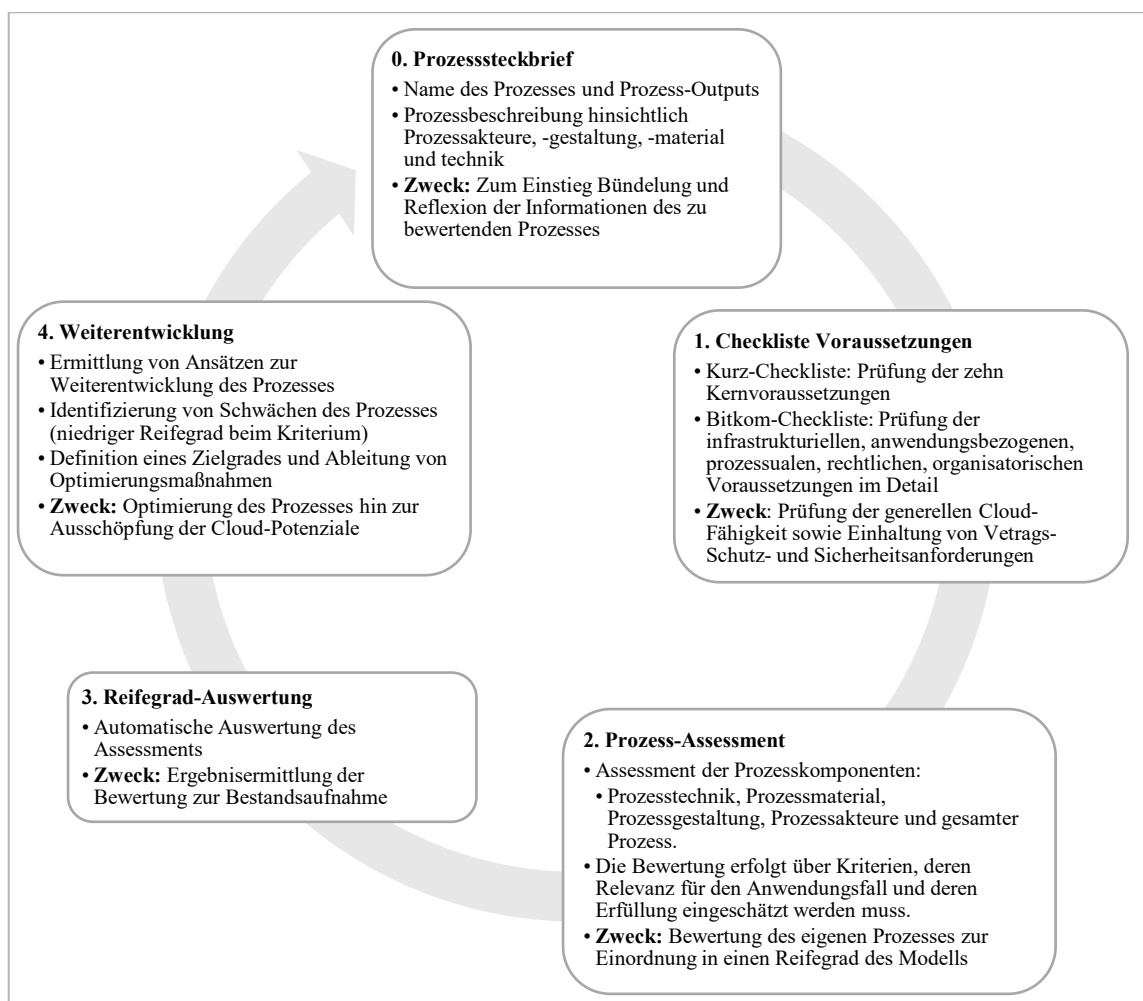 0. Prozesssteckbrief
• Name des Prozesses und Prozess-Outputs
• Prozessbeschreibung hinsichtlich
Prozessakteure, -gestaltung, -material
und technik
• Zweck: Zum Einstieg Bündelung und
Reflexion der Informationen des zu
bewertenden Prozesses
1. Checkliste Voraussetzungen
• Kurz-Checkliste: Prüfung der zehn
Kernvoraussetzungen
• Bitkom-Checkliste: Prüfung der
infrastrukturiellen, anwendungsbezogenen,
prozessualen, rechtlichen, organisatorischen
Voraussetzungen im Detail
• Zweck: Prüfung der generellen Cloud-
Fähigkeit sowie Einhaltung von Vetrags-
Schutz- und Sicherheitsanforderungen
2. Prozess-Assessment
• Assessment der Prozesskomponenten:
• Prozesstechnik, Prozessmaterial,
Prozessgestaltung, Prozessakteure und gesamter
Prozess.
• Die Bewertung erfolgt über Kriterien, deren
Relevanz für den Anwendungsfall und deren
Erfüllung eingeschätzt werden muss.
• Zweck: Bewertung des eigenen Prozesses zur
Einordnung in einen Reifegrad des Modells
3. Reifegrad-Auswertung
• Automatische Auswertung des
Assessments
• Zweck: Ergebnisermittlung der
Bewertung zur Bestandsaufnahme
4. Weiterentwicklung
• Ermittlung von Ansätzen zur
Weiterentwicklung des Prozesses
• Identifizierung von Schwächen des Prozesses
(niedriger Reifegrad beim Kriterium)
• Definition eines Zielgrades und Ableitung von
Optimierungsmaßnahmen
• Zweck: Optimierung des Prozesses hin zur
Ausschöpfung der Cloud-Potenziale